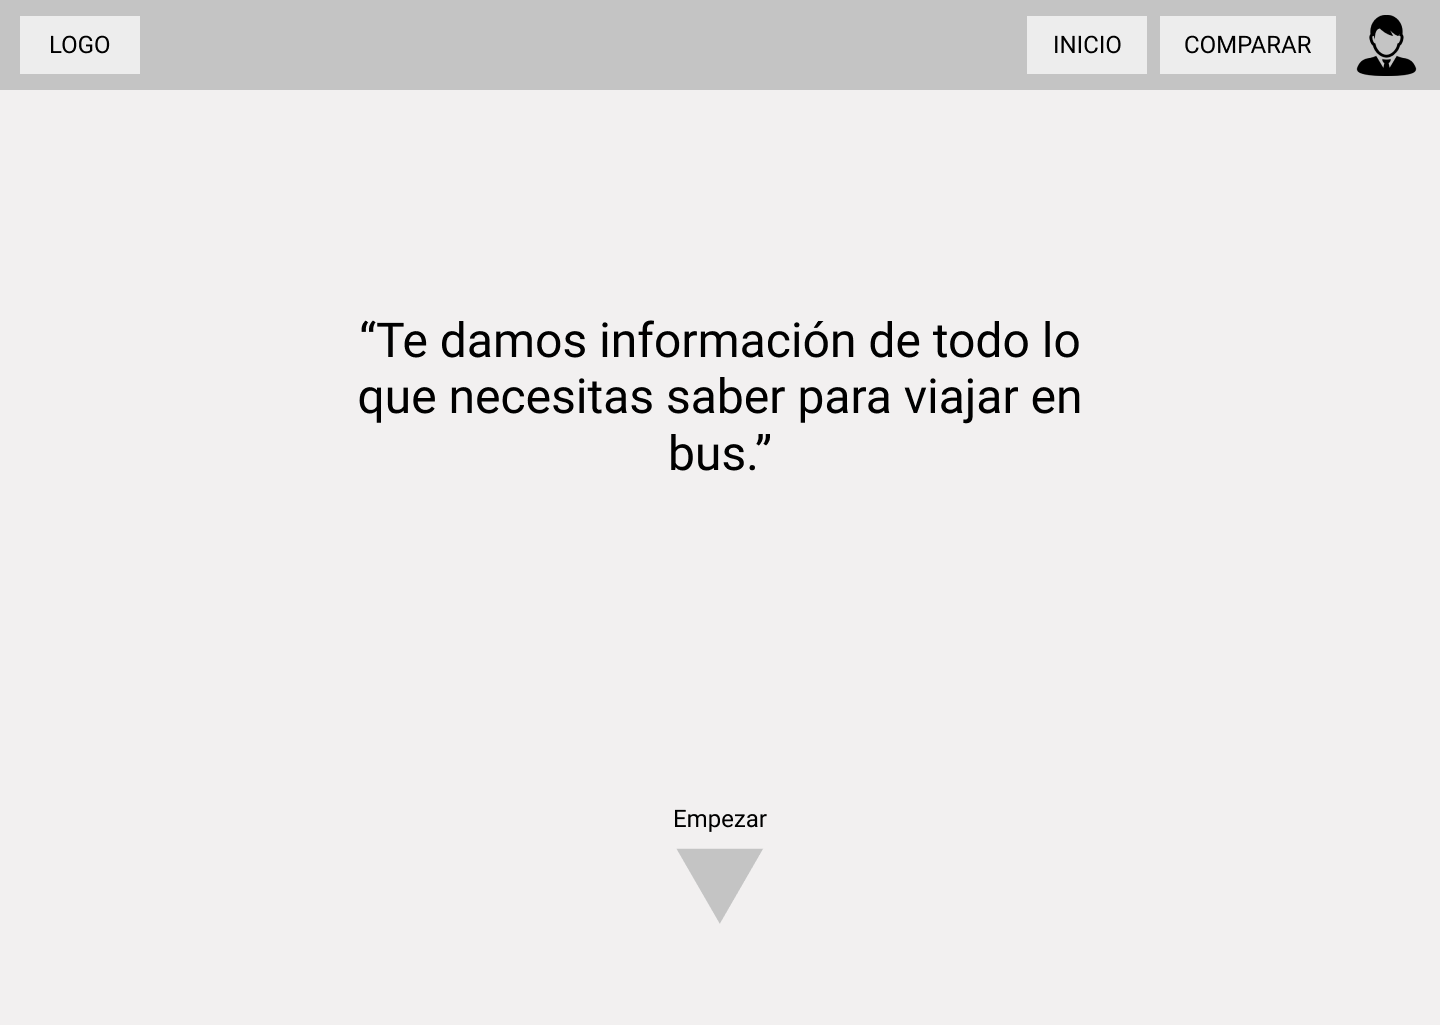 LOGO
INICIO
COMPARAR
“Te damos información de todo lo
que necesitas saber para viajar en
bus.”
Empezar